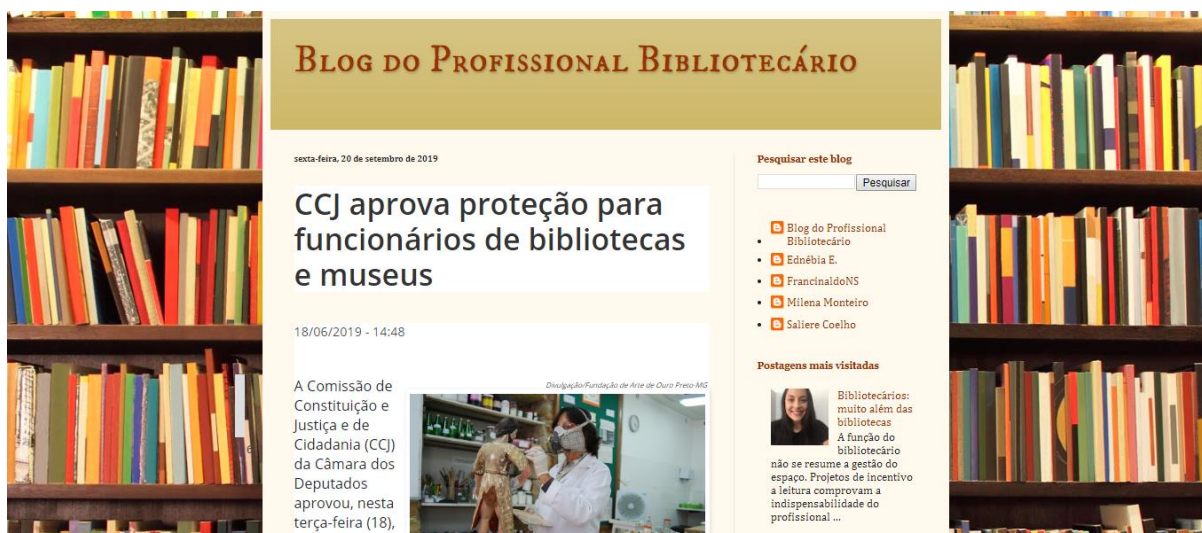 Blog do Profissional Bibliotecário
sexta-feira, 20 de setembro de 2019
CCJ aprova proteção para
funcionários de bibliotecas
e museus
18/06/2019 - 14:48
Divulgação/Fundação de Arte de Ouro Preto-MG
A Comissão de
Constituição e
Justiça e de
Cidadania (CCJ)
da Câmara dos
Deputados
aprovou, nesta
terça-feira (18),
Pesquisar este blog
Pesquisar
Blog do Profissional
Bibliotecário
Ednébia E.
FrancinaldoNS
Milena Monteiro
Saliere Coelho
Postagens mais visitadas
Bibliotecários:
muito além das
bibliotecas
A função do
bibliotecário
não se resume a gestão do
espaço. Projetos de incentivo
a leitura comprovam a
indispensabilidade do
profissional ...